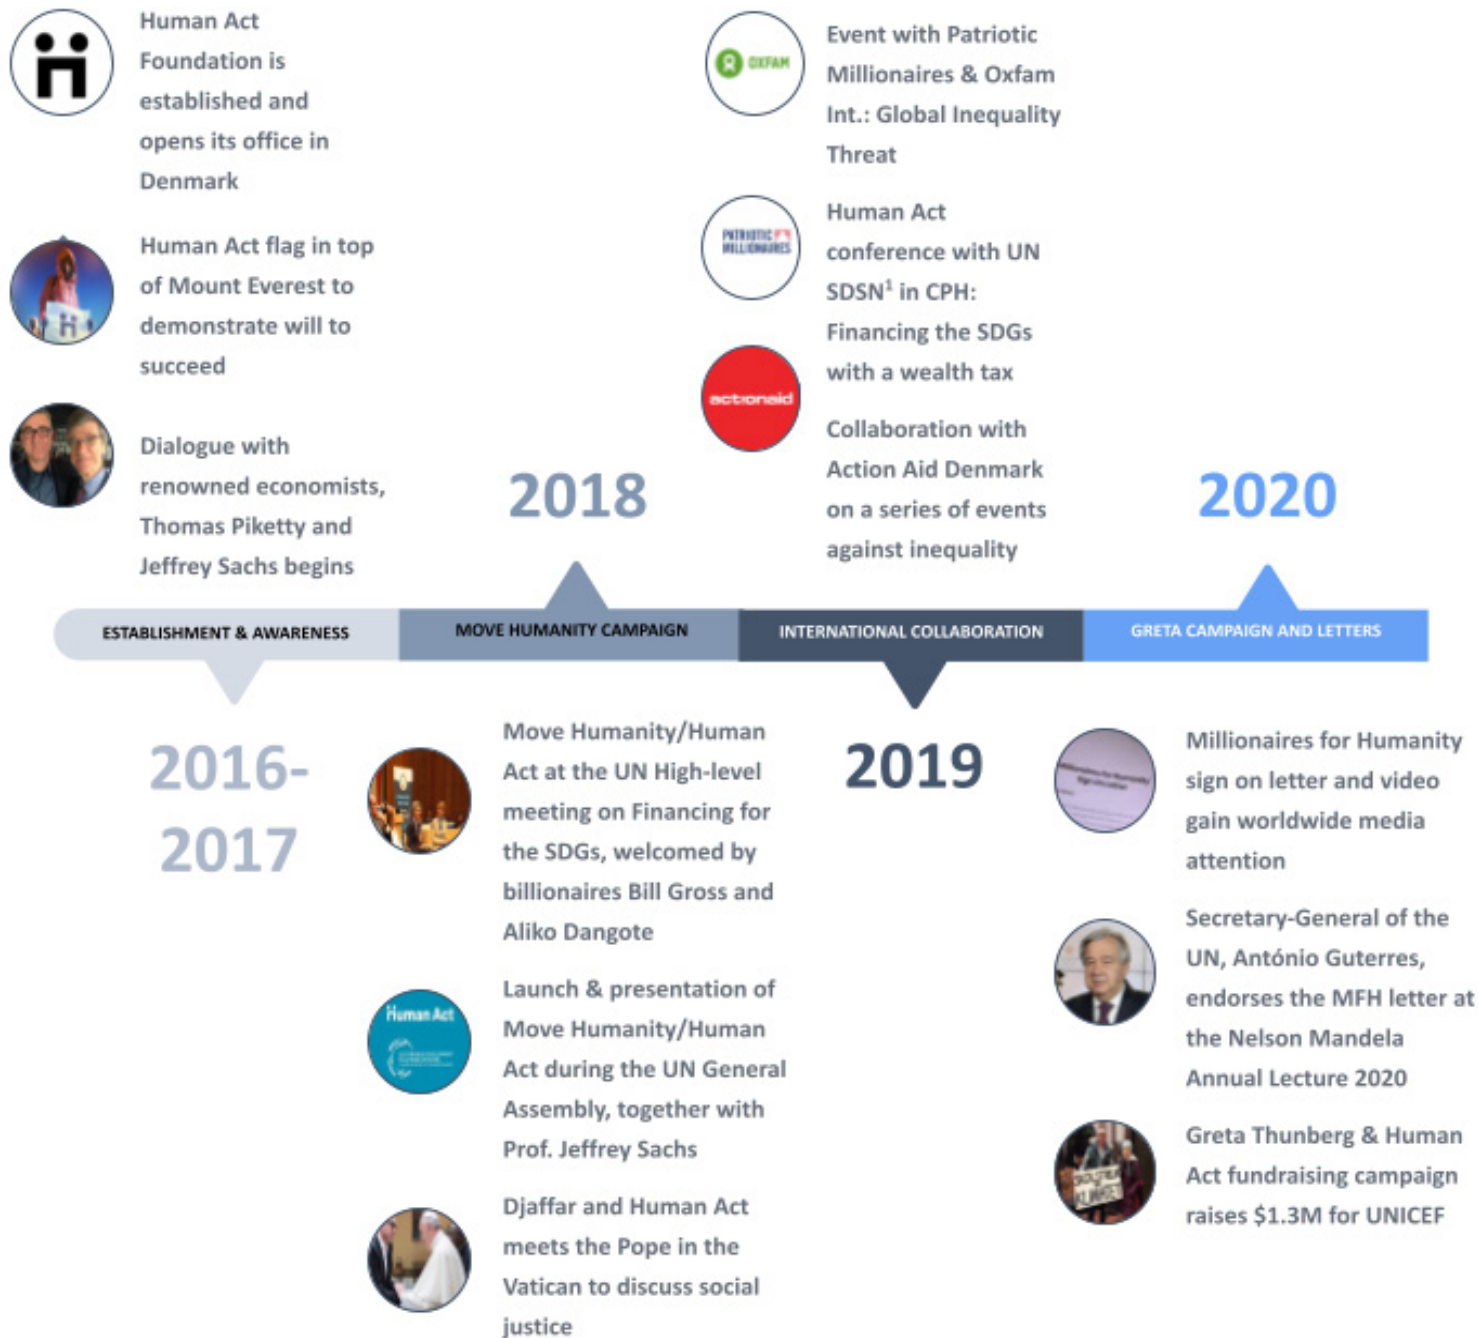 Human Act
Foundation is
established and
opens its office in
Denmark
Human Act flag in top
of Mount Everest to
demonstrate will to
succeed
Dialogue with
renowned economists,
Thomas Piketty and
Jeffrey Sachs begins
2018
OXFAM
Event with Patriotic
Millionaires & Oxfam
Int.: Global Inequality
Threat
PATRIOTIC
MILLIONAIRES
Human Act
conference with UN
SDSN¹ in CPH:
Financing the SDGs
with a wealth tax
actionaid
Collaboration with
Action Aid Denmark
on a series of events
against inequality
2020
ESTABLISHMENT & AWARENESS
MOVE HUMANITY CAMPAIGN
INTERNATIONAL COLLABORATION
GRETA CAMPAIGN AND LETTERS
2016-
2017
Move Humanity/Human
Act at the UN High-level
meeting on Financing for
the SDGs, welcomed by
billionaires Bill Gross and
Aliko Dangote
Human Act
Launch & presentation of
Move Humanity/Human
Act during the UN General
Assembly, together with
Prof. Jeffrey Sachs
Djaffar and Human Act
meets the Pope in the
Vatican to discuss social
justice
2019
Millionaires for Humanity
sign on letter and video
gain worldwide media
attention
Secretary-General of the
UN, António Guterres,
endorses the MFH letter at
the Nelson Mandela
Annual Lecture 2020
Greta Thunberg & Human
Act fundraising campaign
raises $1.3M for UNICEF